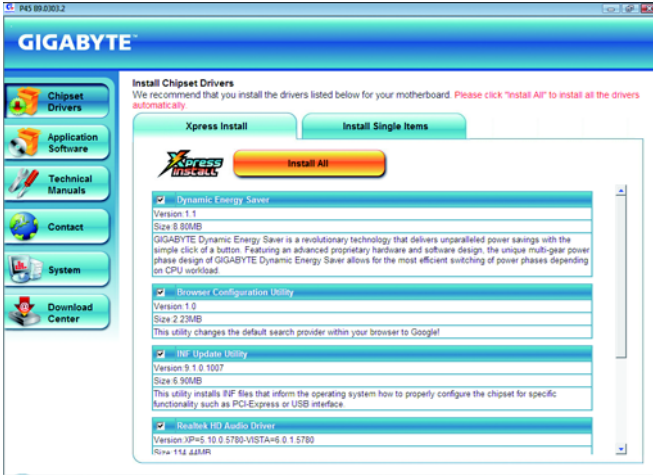 P45 B9.0303.2
GIGABYTE™
Chipset
Drivers
Application
Software
Technical
Manuals
Contact
System
Download
Center
Install Chipset Drivers
We recommend that you install the drivers listed below for your motherboard. Please click "Install All" to install all the drivers
automatically.
Xpress Install
Install Single Items
Xpress
Install
Install All
Dynamic Energy Saver
Version:1.1
Size:8.80MB
GIGABYTE Dynamic Energy Saver is a revolutionary technology that delivers unparalleled power savings with the
simple click of a button. Featuring an advanced proprietary hardware and software design, the unique multi-gear power
phase design of GIGABYTE Dynamic Energy Saver allows for the most efficient switching of power phases depending
on CPU workload.
Browser Configuration Utility
Version:1.0
Size:2.23MB
This utility changes the default search provider within your browser to Google!
INF Update Utility
Version:9.1.0.1007
Size:6.90MB
This utility installs INF files that inform the operating system how to properly configure the chipset for specific
functionality such as PCI-Express or USB interface.
Realtek HD Audio Driver
Version:XP=5.10.0.5780-VISTA=6.0.1.5780
Size:114.44MB